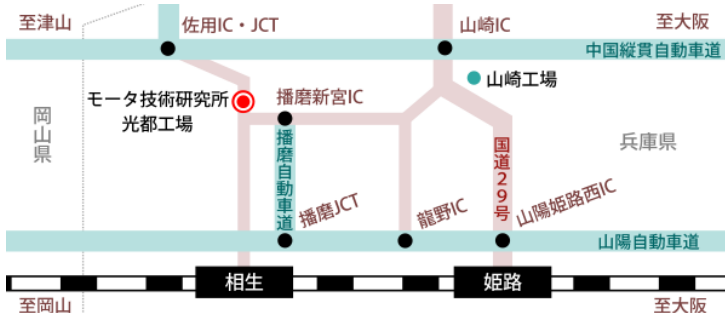 至津山
佐用IC・JCT
山崎IC
至大阪
中国縦貫自動車道
山崎工場
モータ技術研究所
光都工場
播磨新宮IC
岡山県
兵庫県
播磨自動車道
国道29号
播磨JCT
龍野IC
山陽姫路西IC
山陽自動車道
相生
姫路
至岡山
至大阪